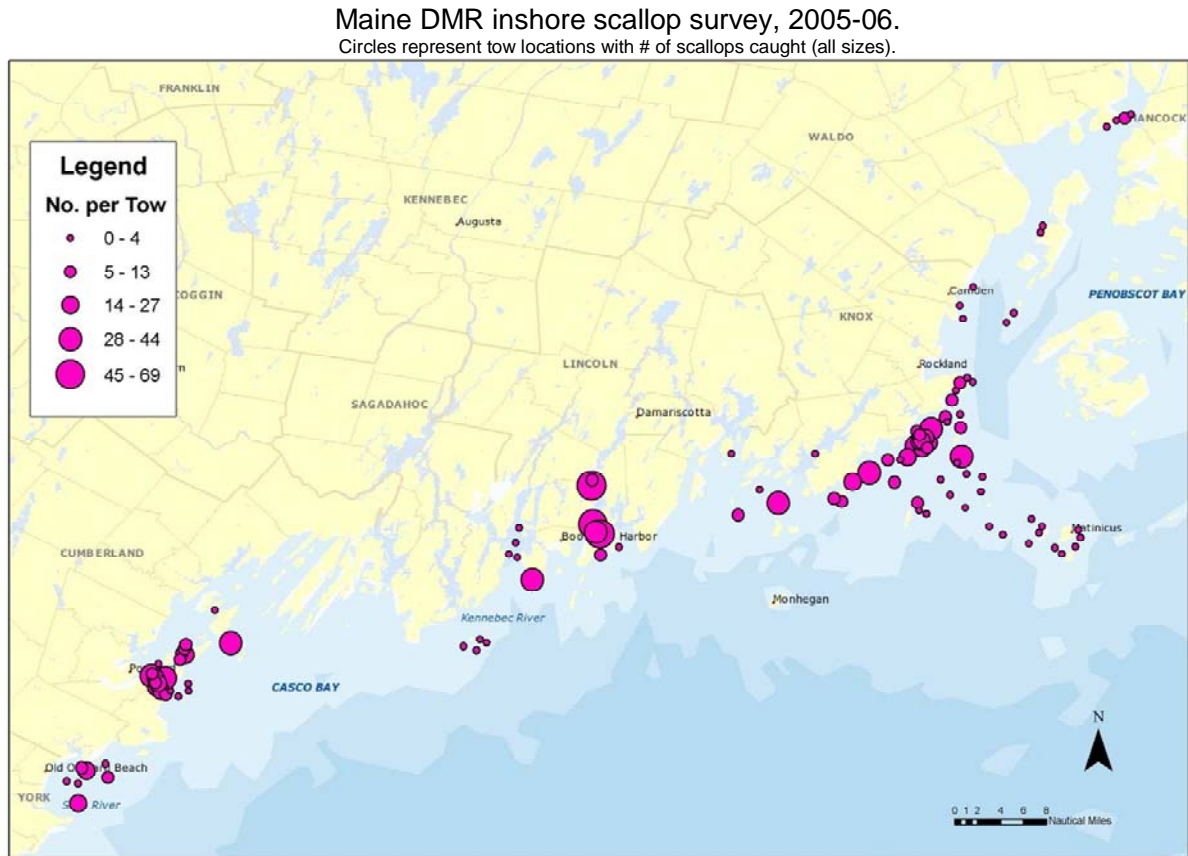 Maine DMR inshore scallop survey, 2005-06.
Circles represent tow locations with # of scallops caught (all sizes).
FRANKLIN
WALDO
HANCOCK
Legend
No. per Tow
0 - 4
5 - 13
14 - 27
28 - 44
45 - 69
KENNEBEC
Augusta
COGGIN
Camden
PENOBSCOT BAY
KNOX
LINCOLN
Rockland
SAGADAHOC
Damariscotta
Harbor
Matinicus
CUMBERLAND
Monhegan
Kennebec River
CASCO BAY
N
Beach
YORK
River
0 1 2 4 6 8
Nautical Miles